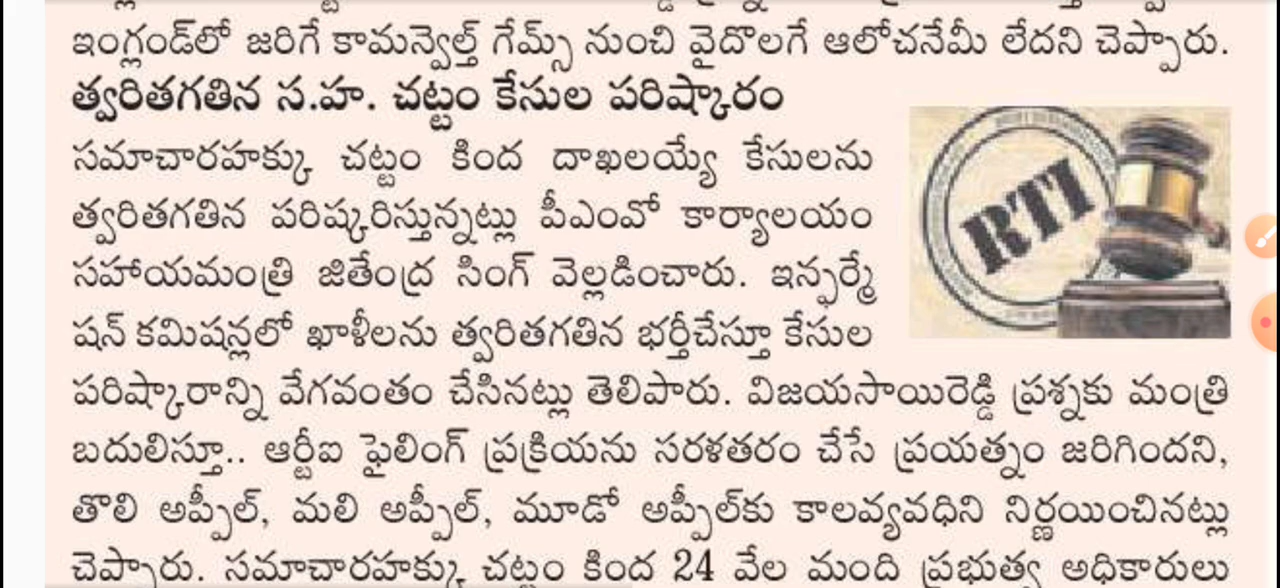 ఇంగ్లండ్‌లో జరిగే కామన్వెల్త్ గేమ్స్ నుంచి వైదొలగే ఆలోచనేమీ లేదని చెప్పారు.
త్వరితగతిన స.హ. చట్టం కేసుల పరిష్కారం
సమాచారహక్కు చట్టం కింద దాఖలయ్యే కేసులను
త్వరితగతిన పరిష్కరిస్తున్నట్లు పీఎంవో కార్యాలయం
సహాయమంత్రి జితేంద్ర సింగ్ వెల్లడించారు. ఇన్ఫర్మే
షన్ కమిషన్లలో ఖాళీలను త్వరితగతిన భర్తీచేస్తూ కేసుల
RTI
పరిష్కారాన్ని వేగవంతం చేసినట్లు తెలిపారు. విజయసాయిరెడ్డి ప్రశ్నకు మంత్రి
బదులిస్తూ.. ఆర్టీఐ ఫైలింగ్ ప్రక్రియను సరళతరం చేసే ప్రయత్నం జరిగిందని,
తొలి అప్పీల్, మలి అప్పీల్, మూడో అప్పీల్‌కు కాలవ్యవధిని నిర్ణయించినట్లు
చెప్పారు. సమాచారహక్కు చట్టం కింద 24 వేల మంది ప్రభుత్వ అధికారులు